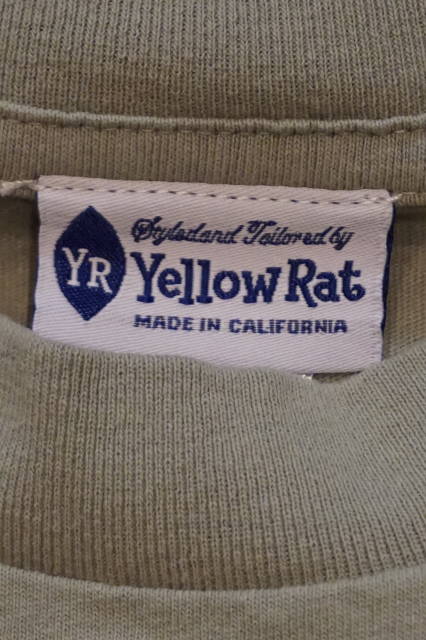 YR
Styled and Tailored by
Yellow Rat
MADE IN CALIFORNIA